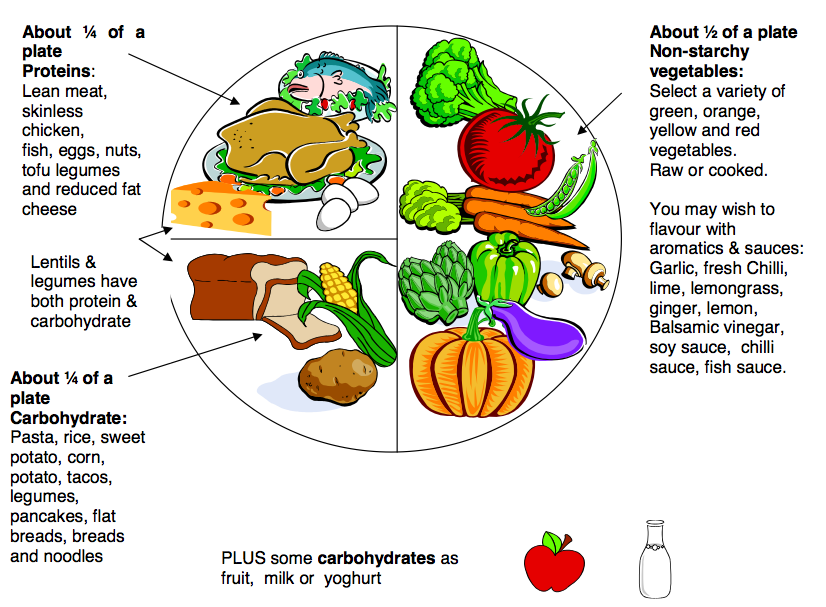 About ¼ of a
plate
Proteins:
Lean meat,
skinless
chicken,
fish, eggs, nuts,
tofu legumes
and reduced fat
cheese
Lentils &
legumes have
both protein &
carbohydrate
About ¼ of a
plate
Carbohydrate:
Pasta, rice, sweet
potato, corn,
potato, tacos,
legumes,
pancakes, flat
breads, breads
and noodles
About ½ of a plate
Non-starchy
vegetables:
Select a variety of
green, orange,
yellow and red
vegetables.
Raw or cooked.
You may wish to
flavour with
aromatics & sauces:
Garlic, fresh Chilli,
lime, lemongrass,
ginger, lemon,
Balsamic vinegar,
soy sauce, chilli
sauce, fish sauce.
PLUS some carbohydrates as
fruit, milk or yoghurt